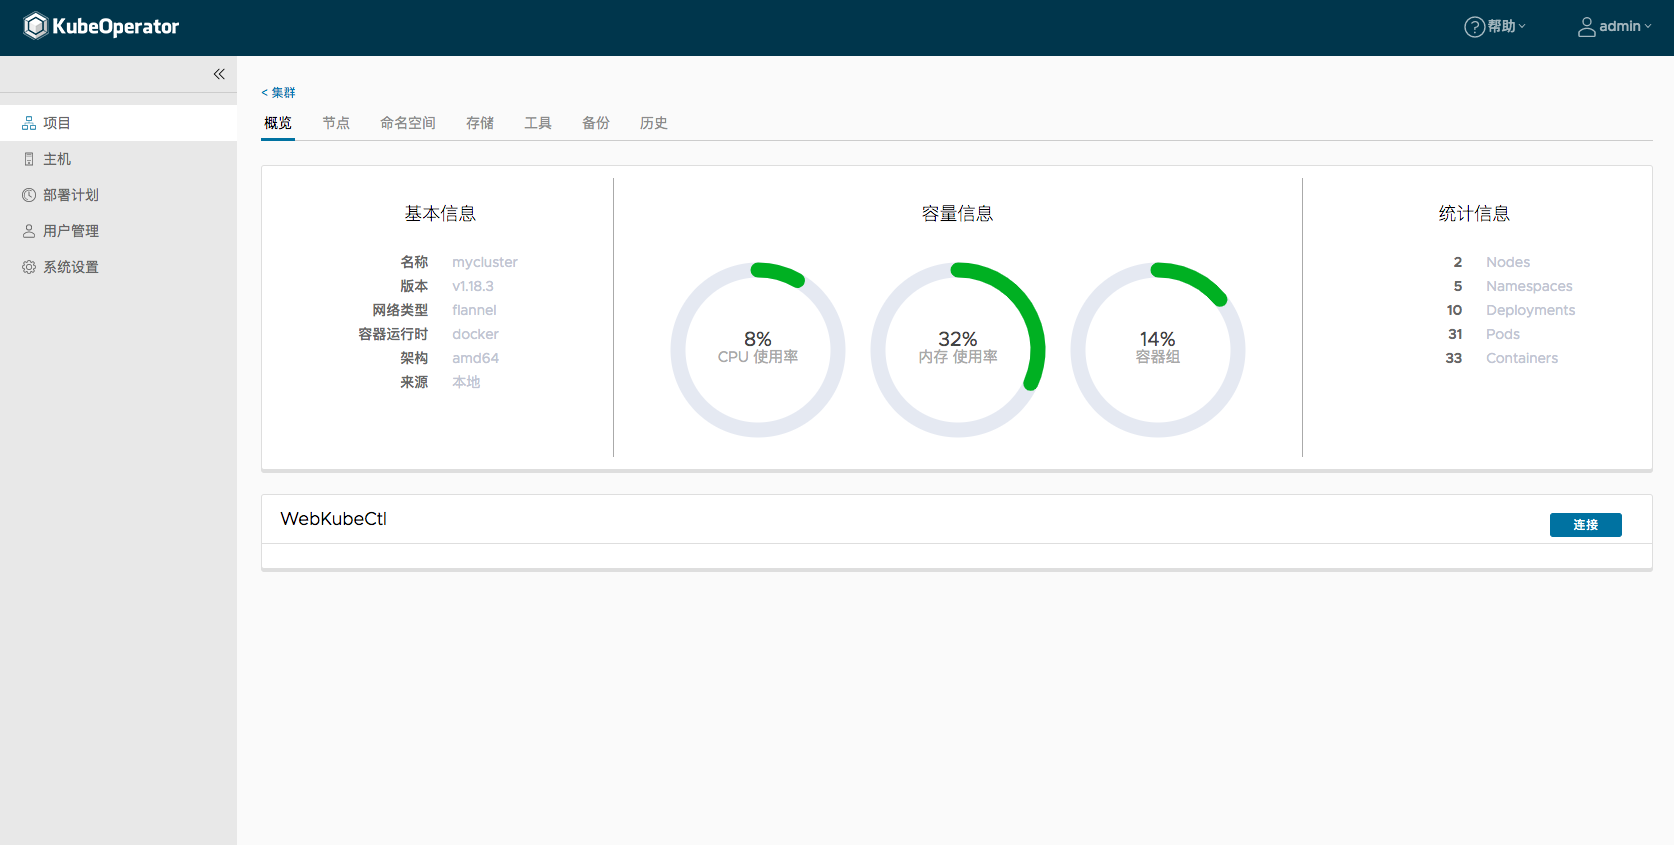 KubeOperator
帮助
admin
项目
主机
部署计划
用户管理
系统设置
< 集群
概览 节点 命名空间 存储 工具 备份 历史
基本信息
名称 mycluster
版本 v1.18.3
网络类型 flannel
容器运行时 docker
架构 amd64
来源 本地
容量信息
8%
CPU 使用率
32%
内存 使用率
14%
容器组
统计信息
2 Nodes
5 Namespaces
10 Deployments
31 Pods
33 Containers
WebKubeCtl
连接